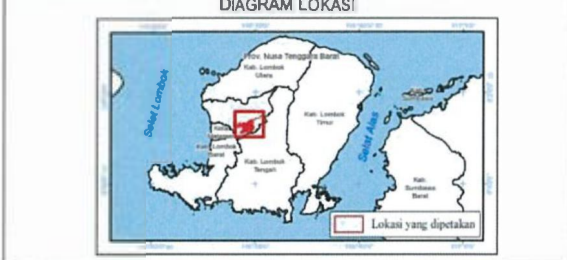 DIAGRAM LOKASI
Prov. Nusa Tenggara Barat
Kab. Lombok
Utara
Selat Lombok
Kab. Lombok
Timur
Selat Alas
Kab. Lombok
Barat
Kab. Lombok
Tengah
Kab.
Sumbawa
Barat
Lokasi yang dipetakan